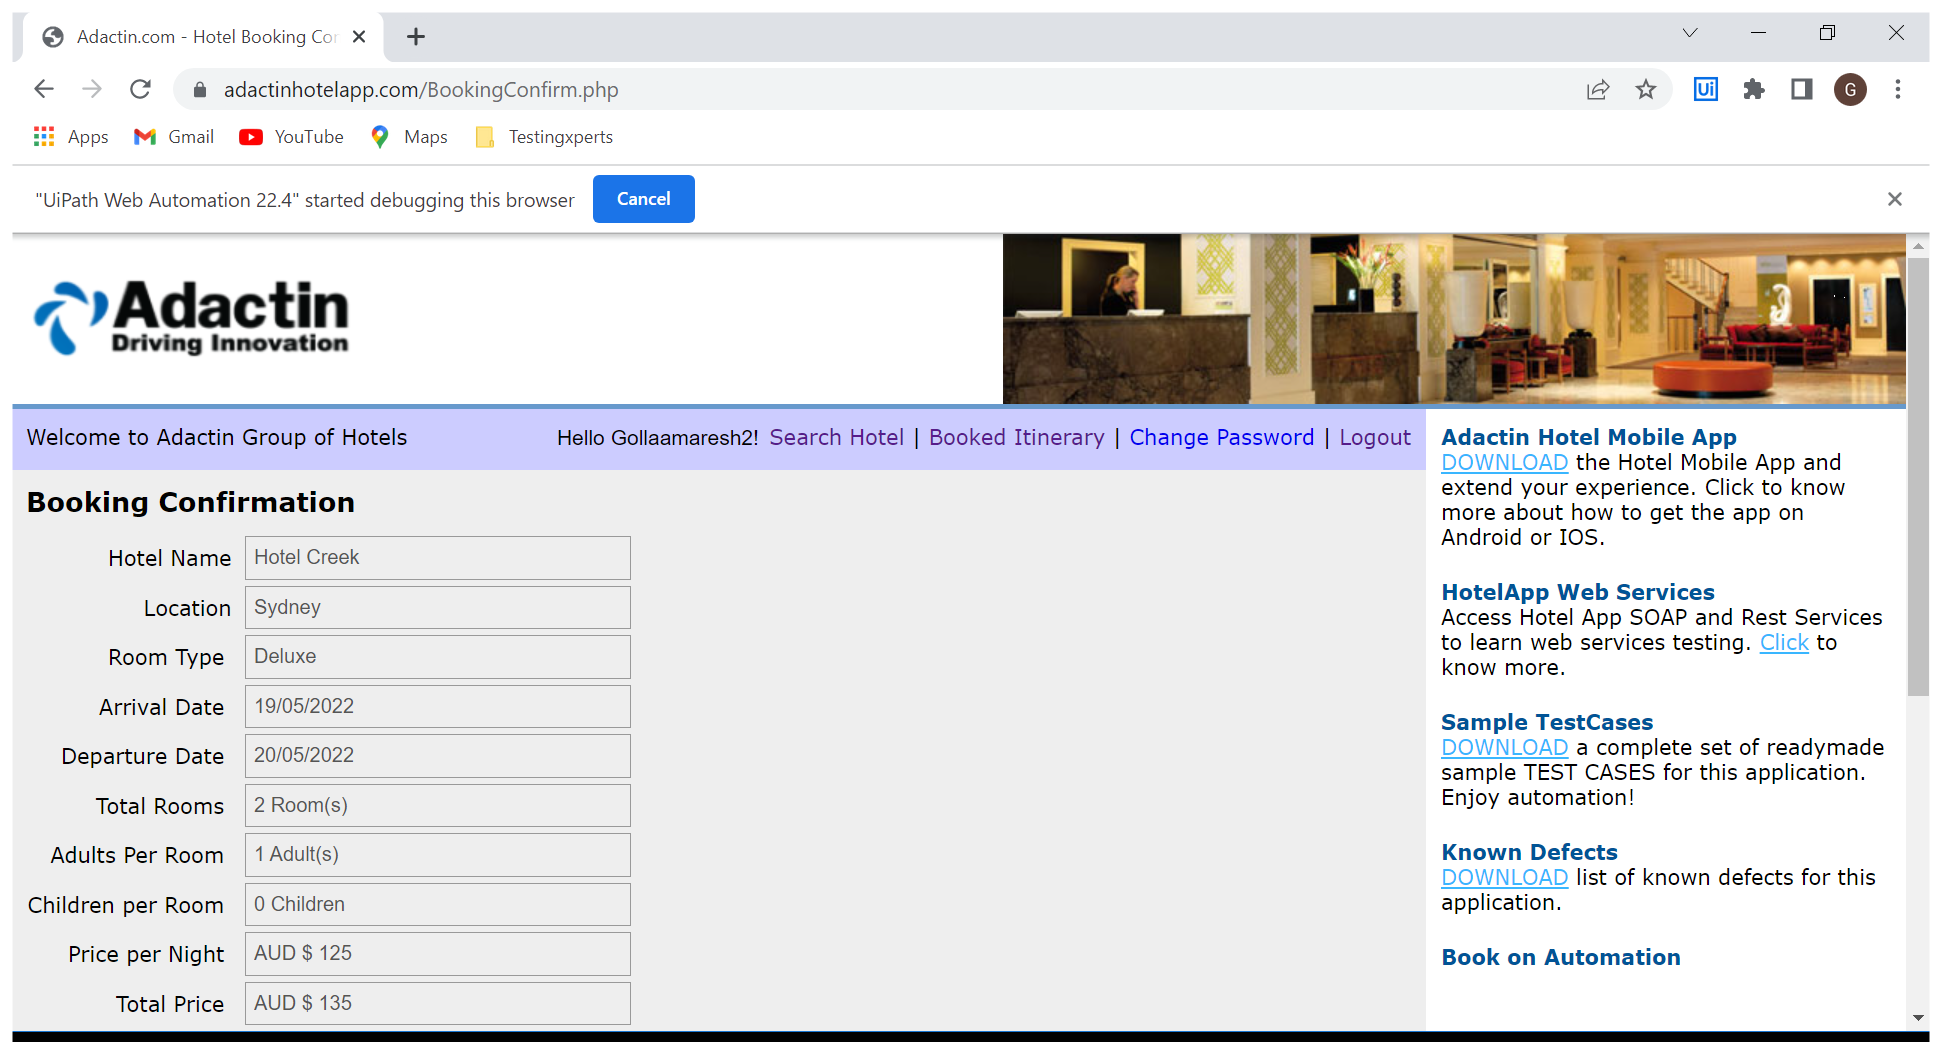 Adactin.com - Hotel Booking Con
adactinhotelapp.com/BookingConfirm.php
Ui
G
Apps
Gmail
YouTube
Maps
Testingxperts
"UiPath Web Automation 22.4" started debugging this browser
Cancel
Adactin
Driving Innovation
Welcome to Adactin Group of Hotels
Hello Gollaamaresh2! Search Hotel | Booked Itinerary | Change Password | Logout
Booking Confirmation
Hotel Name Hotel Creek
Location Sydney
Room Type Deluxe
Arrival Date 19/05/2022
Departure Date 20/05/2022
Total Rooms 2 Room(s)
Adults Per Room 1 Adult(s)
Children per Room 0 Children
Price per Night AUD $ 125
Total Price AUD $ 135
Adactin Hotel Mobile App
DOWNLOAD the Hotel Mobile App and
extend your experience. Click to know
more about how to get the app on
Android or IOS.
HotelApp Web Services
Access Hotel App SOAP and Rest Services
to learn web services testing. Click to
know more.
Sample TestCases
DOWNLOAD a complete set of readymade
sample TEST CASES for this application.
Enjoy automation!
Known Defects
DOWNLOAD list of known defects for this
application.
Book on Automation